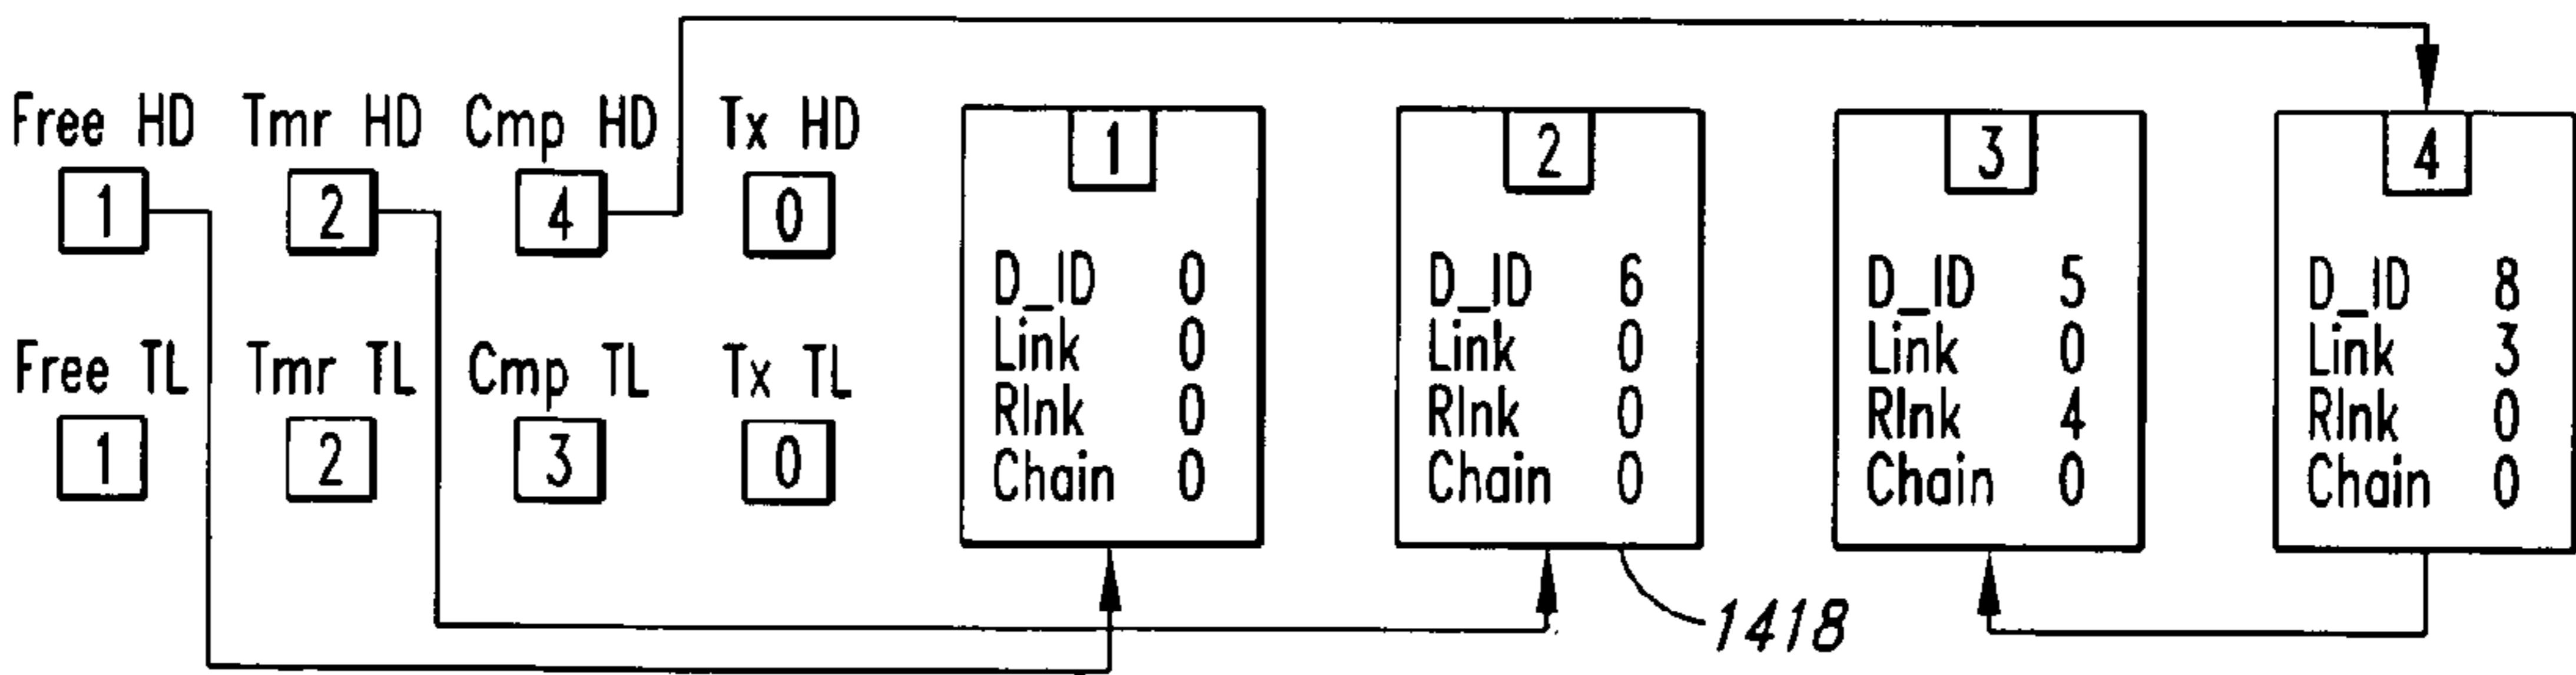 Free HD Tmr HD Cmp HD Tx HD
1 2 4 0
Free TL Tmr TL Cmp TL Tx TL
1 2 3 0
1
D_ID 0
Link 0
Rlnk 0
Chain 0
2
D_ID 6
Link 0
Rlnk 0
Chain 0
3
D_ID 5
Link 0
Rlnk 4
Chain 0
4
D_ID 8
Link 3
Rlnk 0
Chain 0
1418